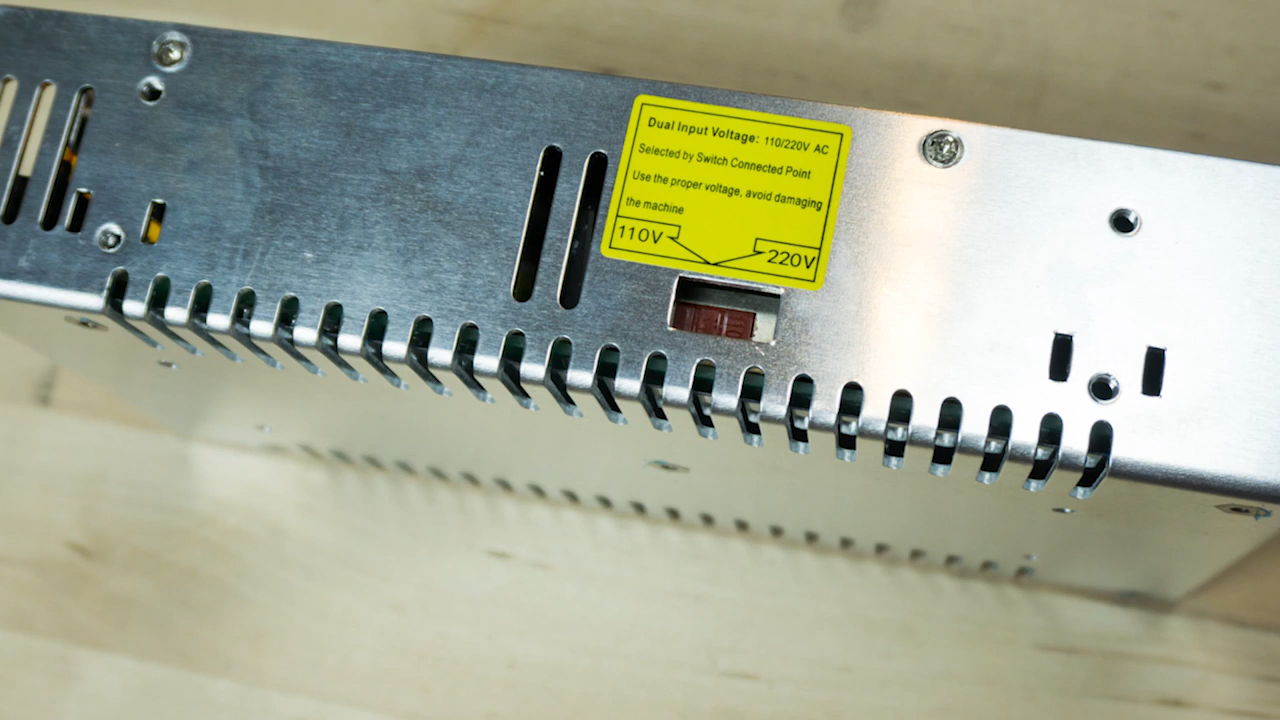 Dual Input Voltage: 110/220V AC
Selected by Switch Connected Point
Use the proper voltage, avoid damaging
the machine
110V 220V